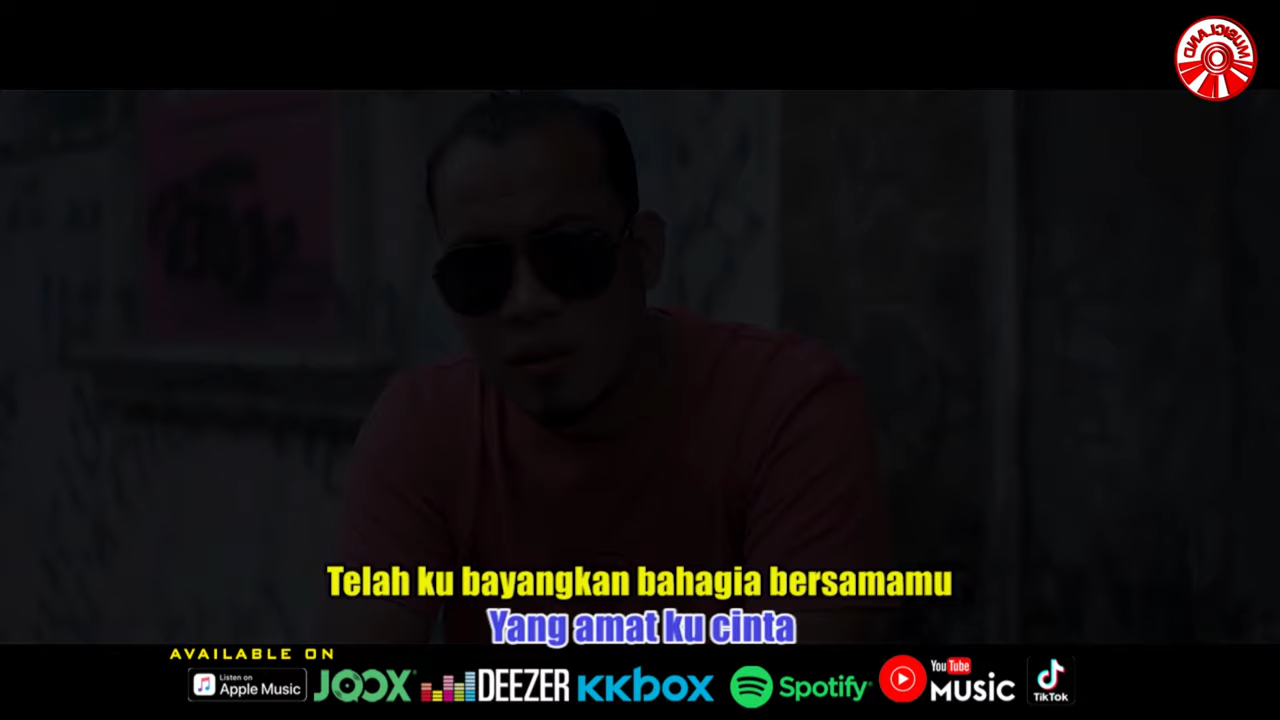 MUSICLAND
Telah ku bayangkan bahagia bersamamu
Yang amat ku cinta
AVAILABLE ON
Listen on
Apple Music
JOOX
DEEZER
KKBOX
Spotify
YouTube
MUSIC
TikTok